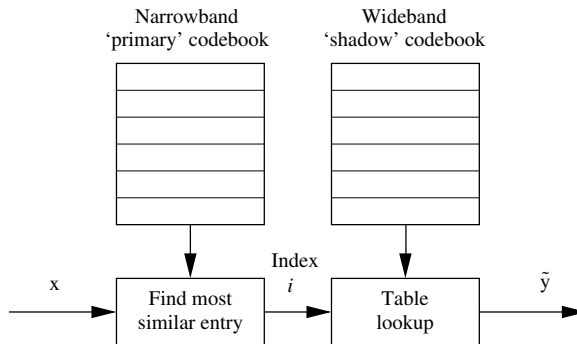 Narrowband
‘primary’ codebook
Wideband
‘shadow’ codebook
x
Find most
similar entry
Index
i
Table
lookup
ỹ